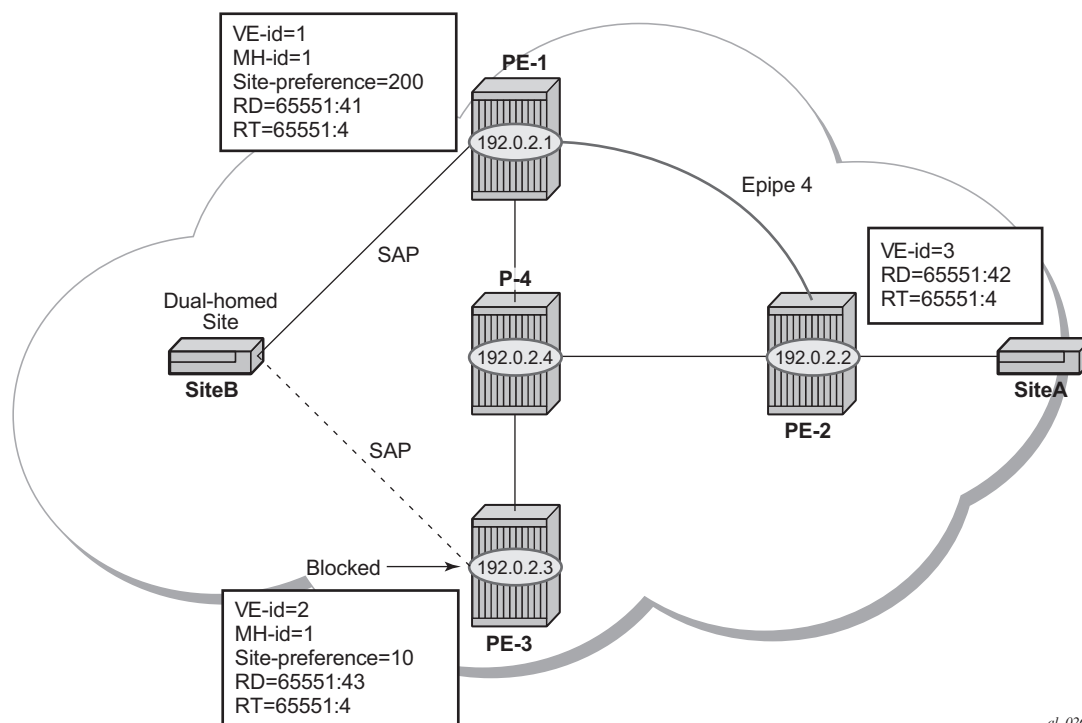 VE-id=1
MH-id=1
Site-preference=200
RD=65551:41
RT=65551:4
PE-1
192.0.2.1
Epipe 4
SAP
VE-id=3
RD=65551:42
RT=65551:4
P-4
Dual-homed
Site
192.0.2.4
192.0.2.2
SiteB
SiteA
PE-2
SAP
Blocked
192.0.2.3
PE-3
VE-id=2
MH-id=1
Site-preference=10
RD=65551:43
RT=65551:4